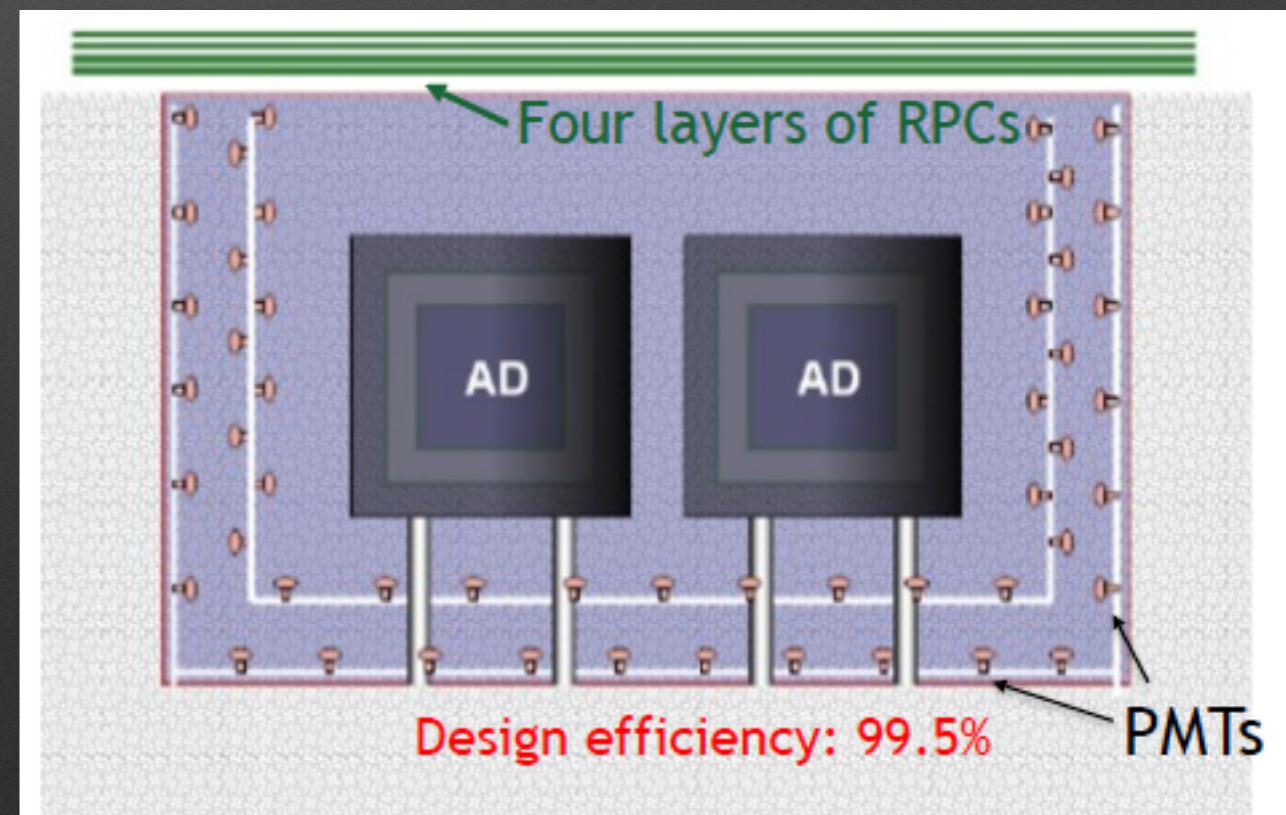 Four layers of RPCs
AD
AD
Design efficiency: 99.5%
PMTs